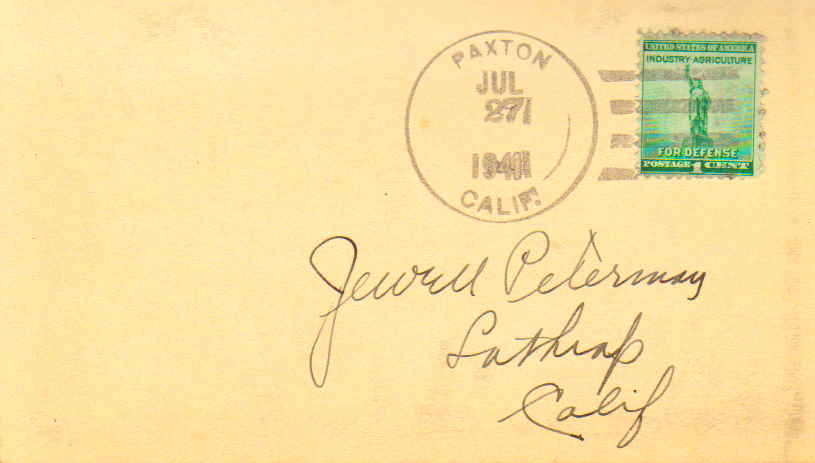 PAXTON
JUL
27
1941
CALIF.
UNITED STATES OF AMERICA
INDUSTRY AGRICULTURE
FOR DEFENSE
POSTAGE 1 CENT
Jewell Peterman
Lathrop
Calif